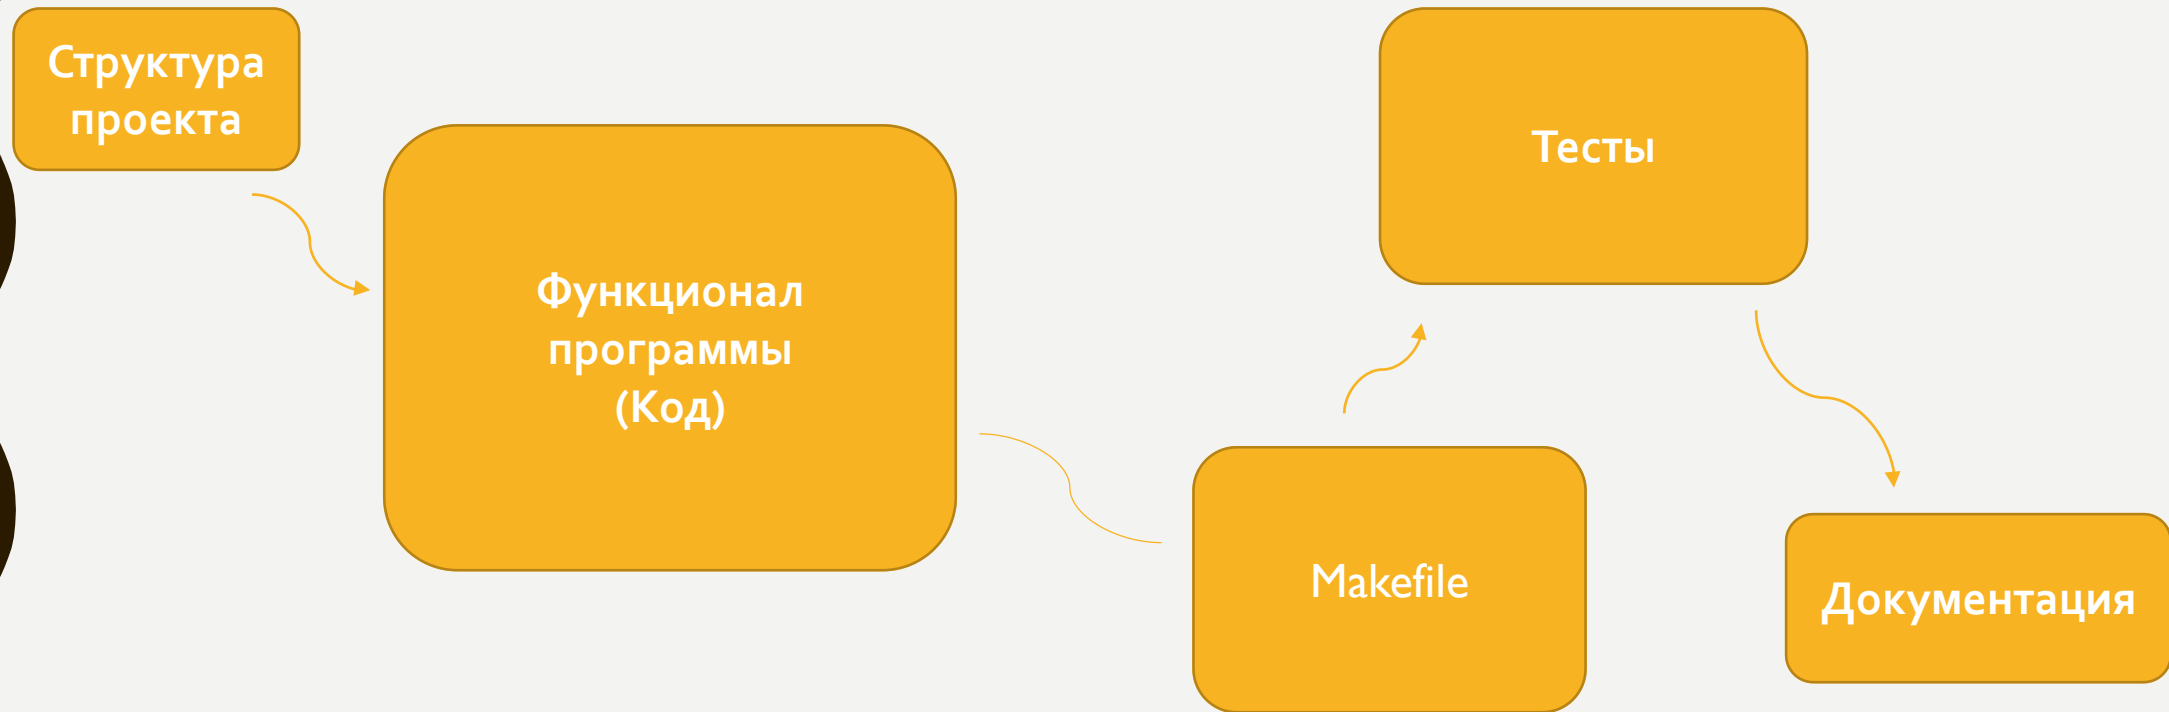 Структура
проекта
Функционал
программы
(Код)
Makefile
Тесты
Документация